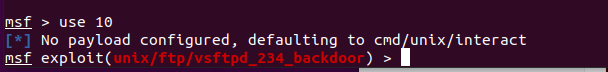 msf > use 10
[*] No payload configured, defaulting to cmd/unix/interact
msf exploit(unix/ftp/vsftpd_234_backdoor) >